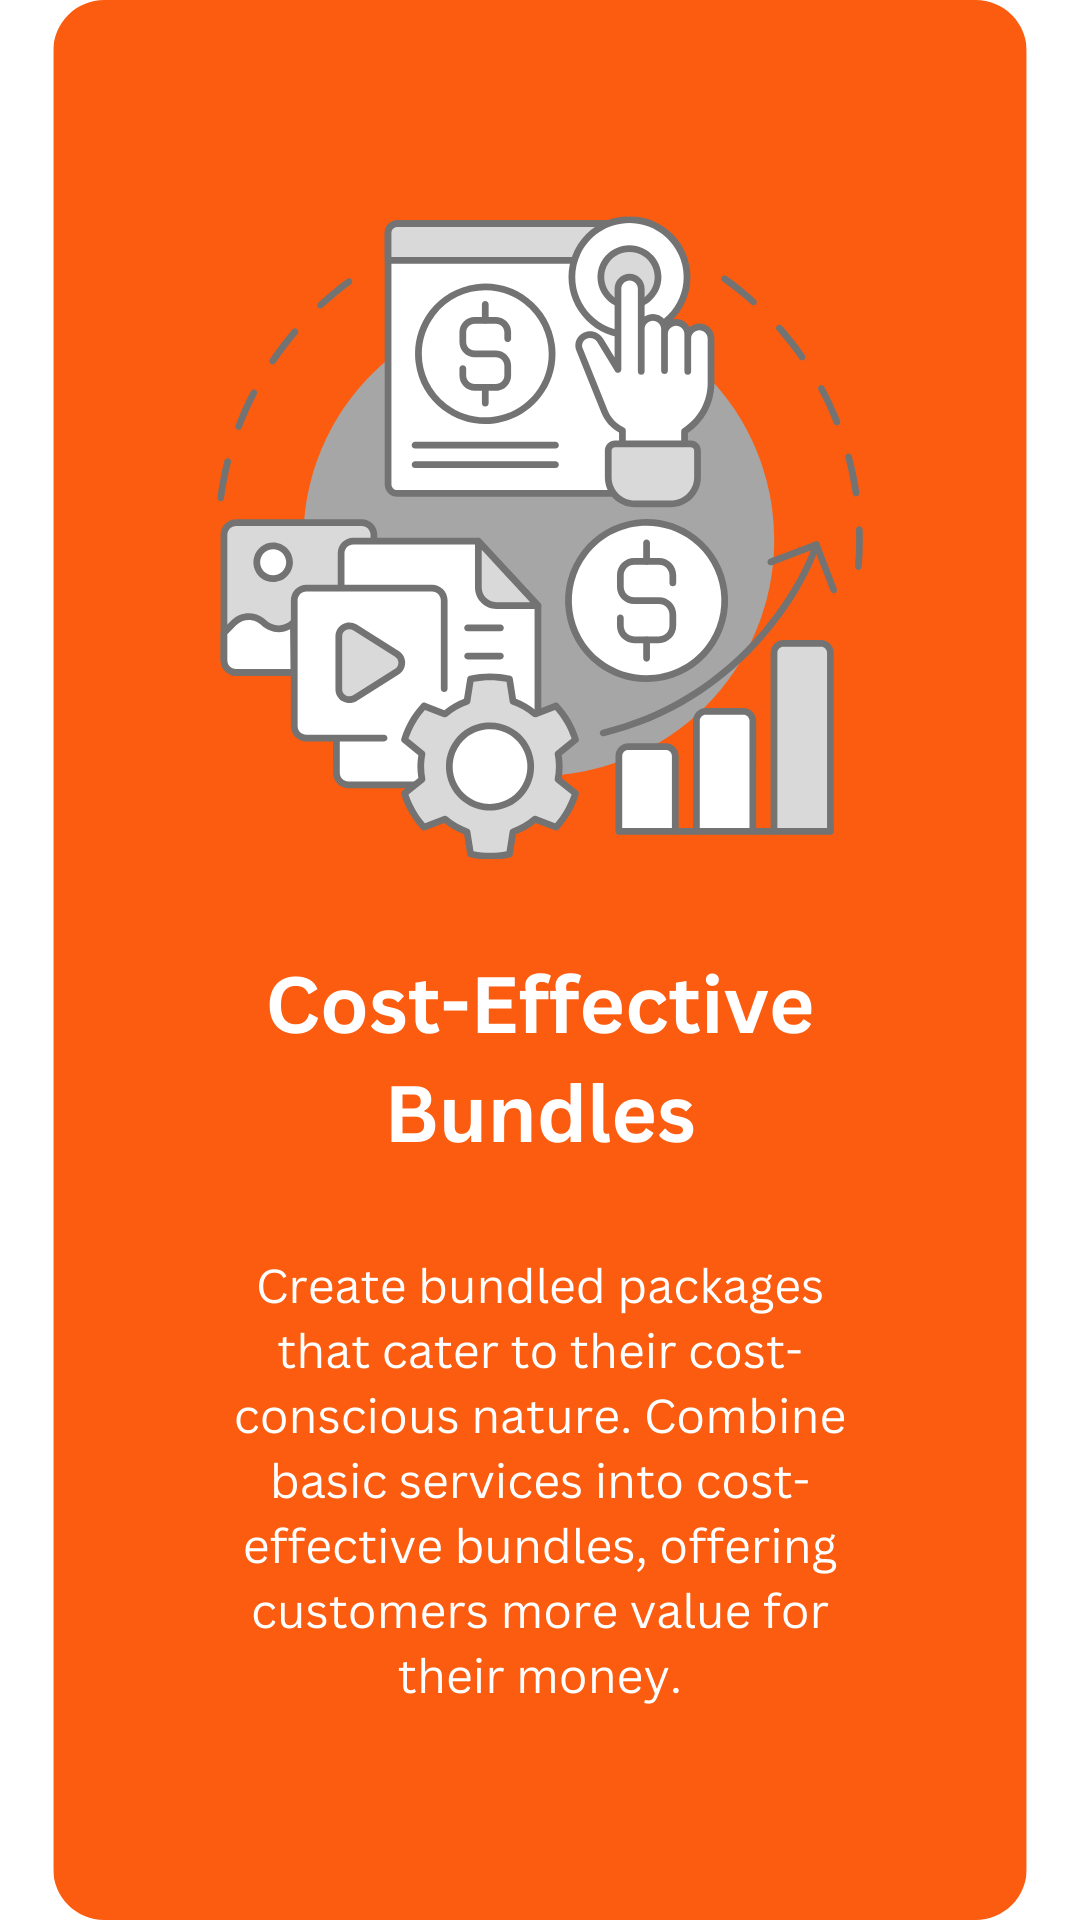 $
$
Cost-Effective
Bundles
Create bundled packages
that cater to their cost-
conscious nature. Combine
basic services into cost-
effective bundles, offering
customers more value for
their money.